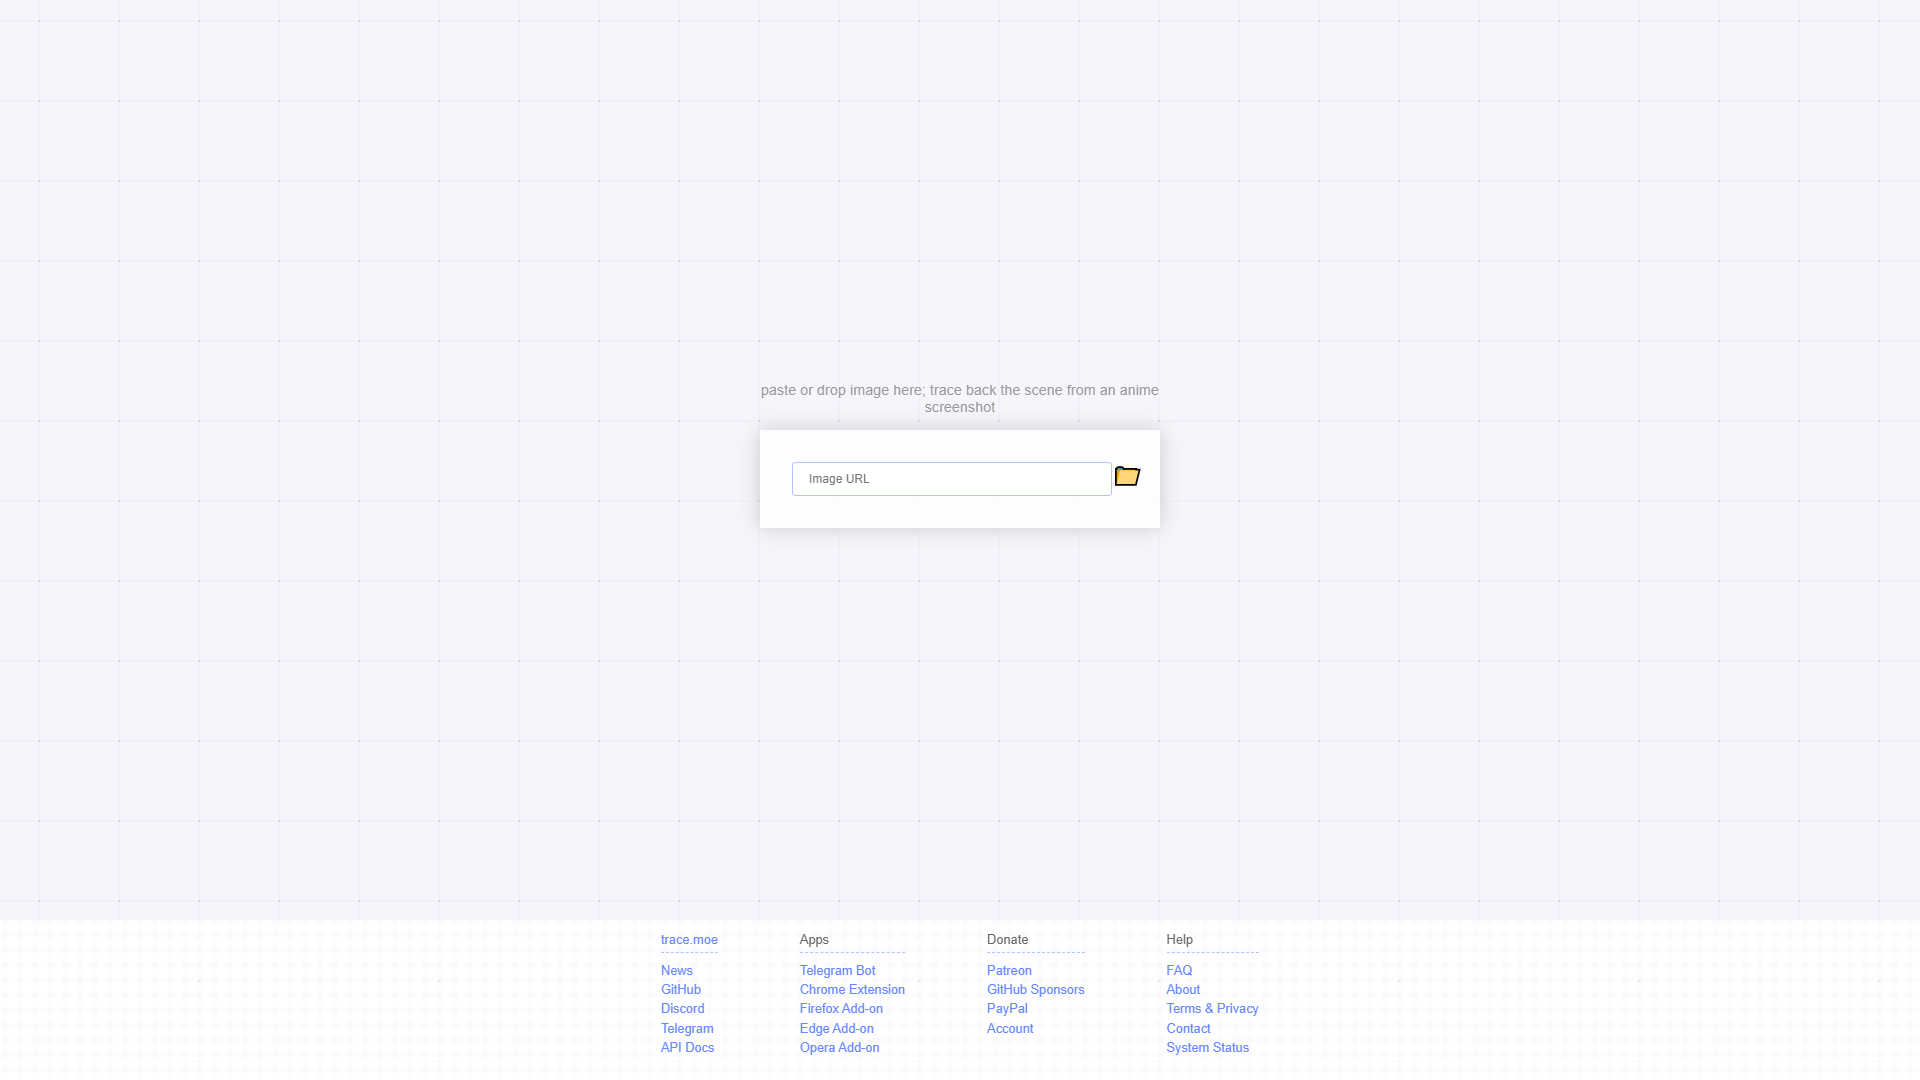 paste or drop image here; trace back the scene from an anime
screenshot
Image URL
trace.moe
News
GitHub
Discord
Telegram
API Docs
Apps
Telegram Bot
Chrome Extension
Firefox Add-on
Edge Add-on
Opera Add-on
Donate
Patreon
GitHub Sponsors
PayPal
Account
Help
FAQ
About
Terms & Privacy
Contact
System Status